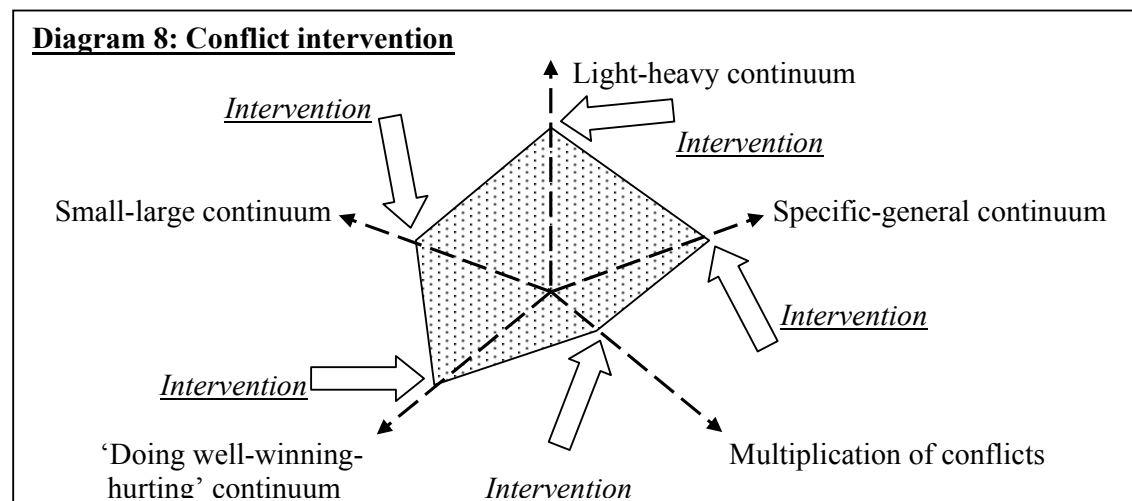 Diagram 8: Conflict intervention
Light-heavy continuum
Intervention
Intervention
Small-large continuum
Specific-general continuum
Intervention
Intervention
‘Doing well-winning-
hurting’ continuum
Multiplication of conflicts
Intervention